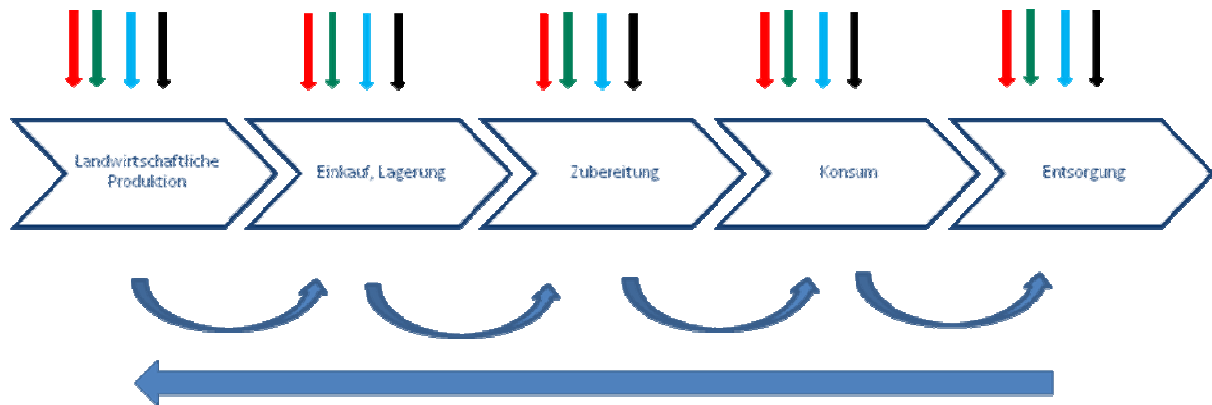 Landwirtschaftliche
Produktion
Einkauf, Lagerung
Zubereitung
Konsum
Entsorgung